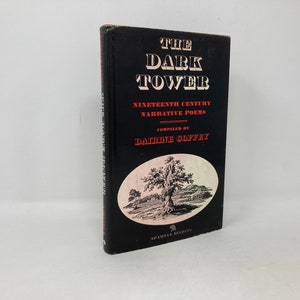 THE
DARK
TOWER
NINETEENTH CENTURY
NARRATIVE POEMS
COMPILED BY
DAIRINE COFFEY